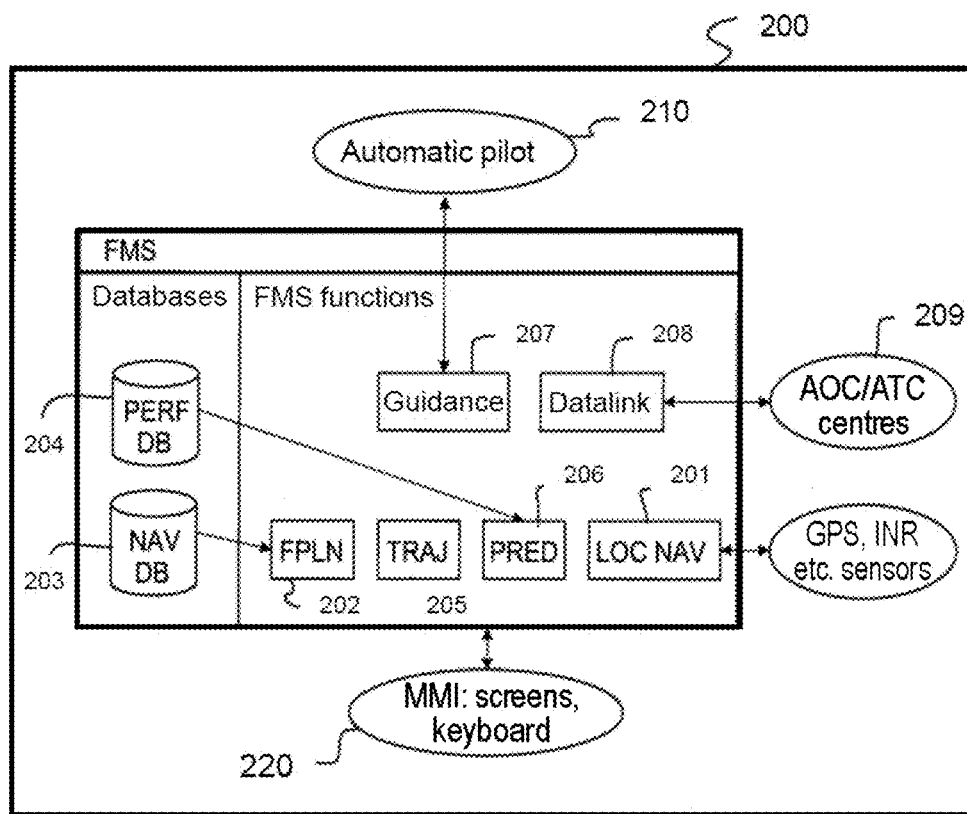 200
210
Automatic pilot
FMS
Databases
FMS functions
207
208
209
Guidance
Datalink
AOC/ATC
centres
PERF
DB
204
206
201
NAV
DB
203
FPLN
TRAJ
PRED
LOC NAV
GPS, INR
etc. sensors
202
205
MMI: screens,
keyboard
220